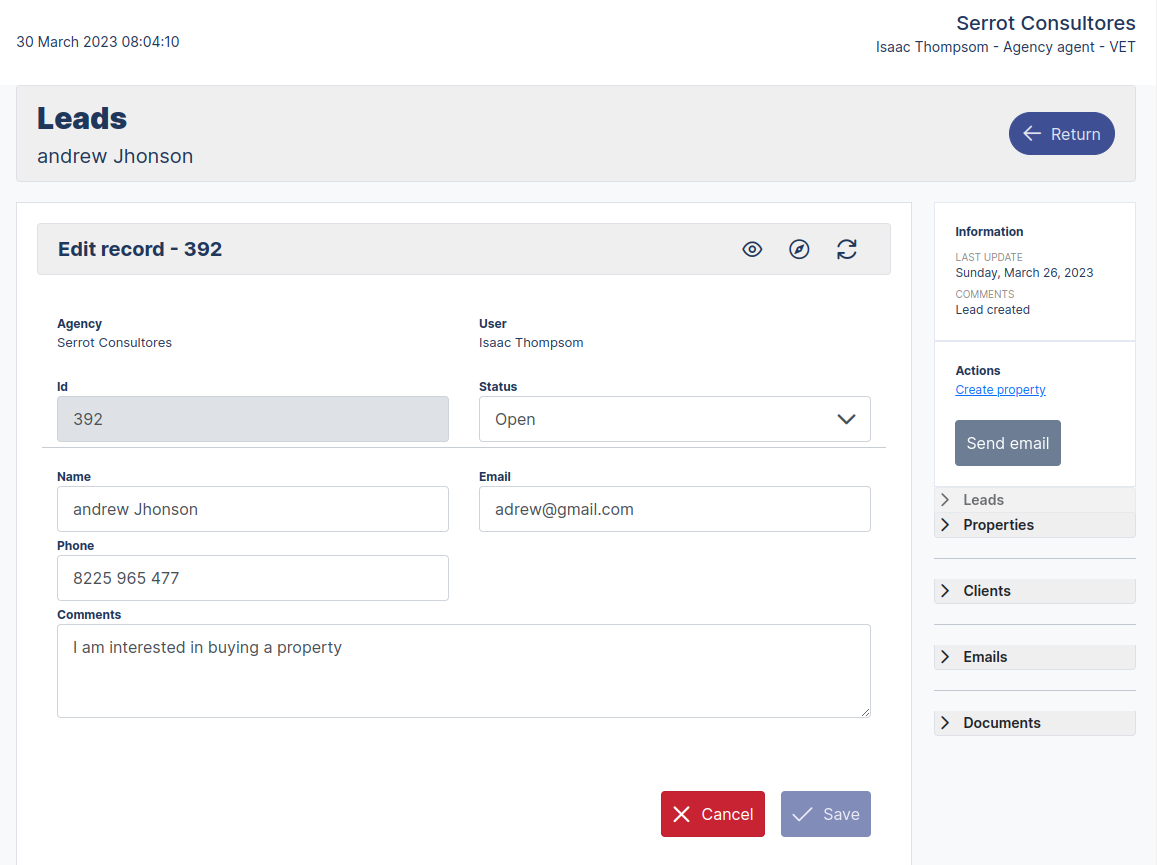 30 March 2023 08:04:10
Serrot Consultores
Isaac Thompsom - Agency agent - VET
Leads
andrew Jhonson
Return
Edit record - 392
Agency
Serrot Consultores
User
Isaac Thompsom
Id
392
Status
Open
Name
andrew Jhonson
Email
adrew@gmail.com
Phone
8225 965 477
Comments
I am interested in buying a property
Cancel
Save
Information
LAST UPDATE
Sunday, March 26, 2023
COMMENTS
Lead created
Actions
Create property
Send email
Leads
Properties
Clients
Emails
Documents